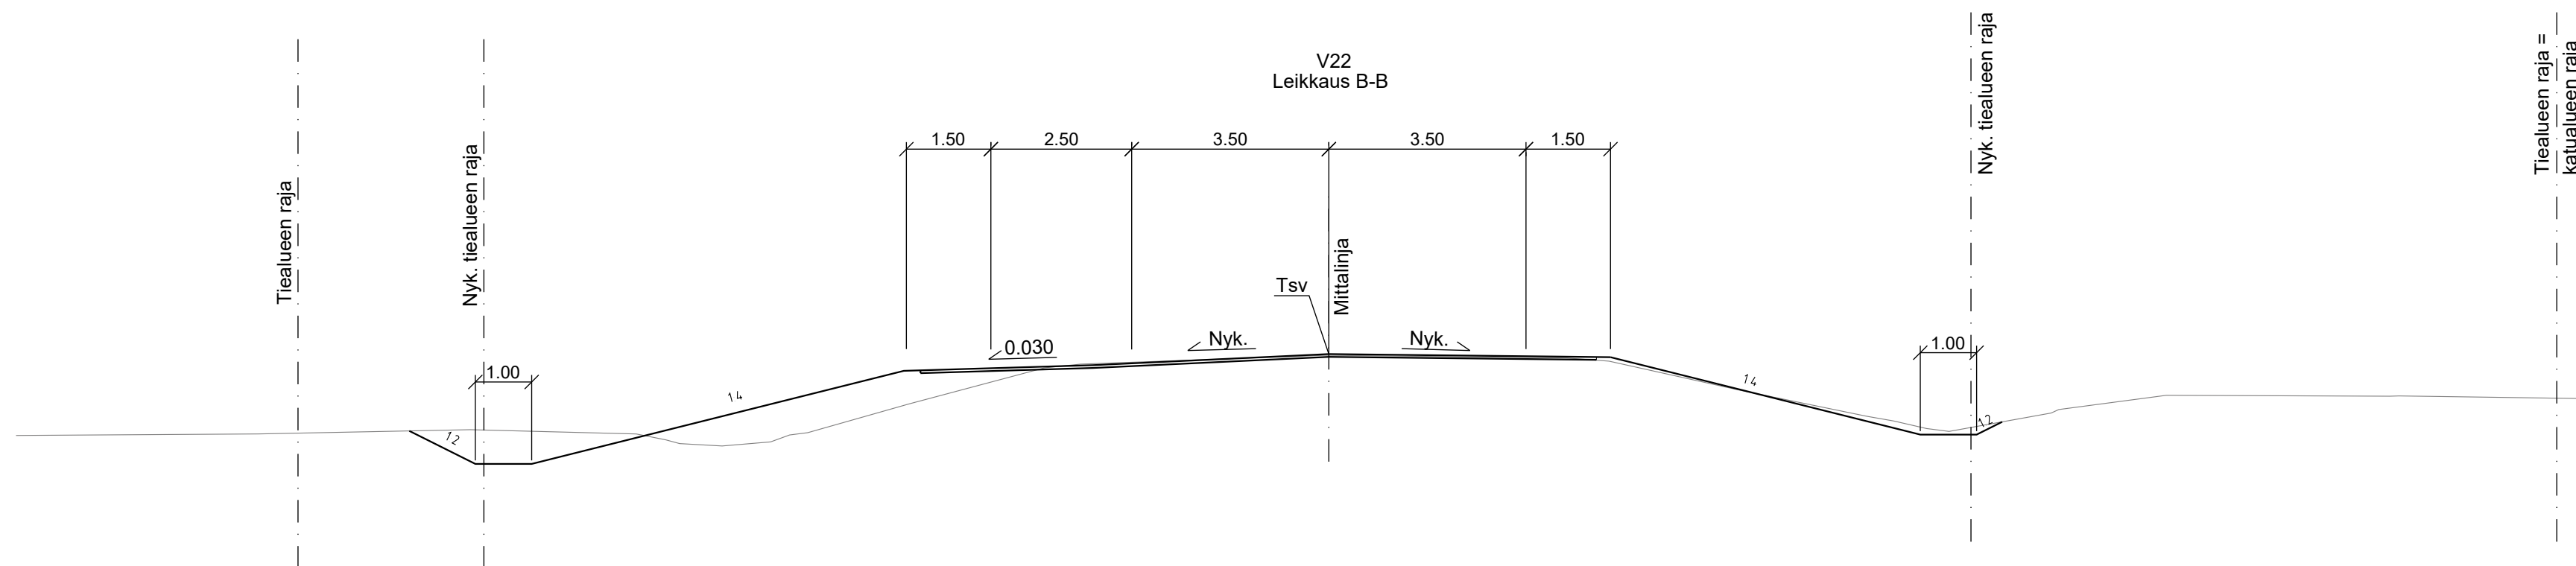 V22
Leikkaus B-B
Tiealueen raja
Nyk. tiealueen raja
1.50
2.50
3.50
3.50
1.50
Nyk. tiealueen raja
Tiealueen raja =
katualueen raja
Mittalinja
Tsv
0.030
Nyk.
Nyk.
1.00
1.00
1 4
1 4
1 2
1 2